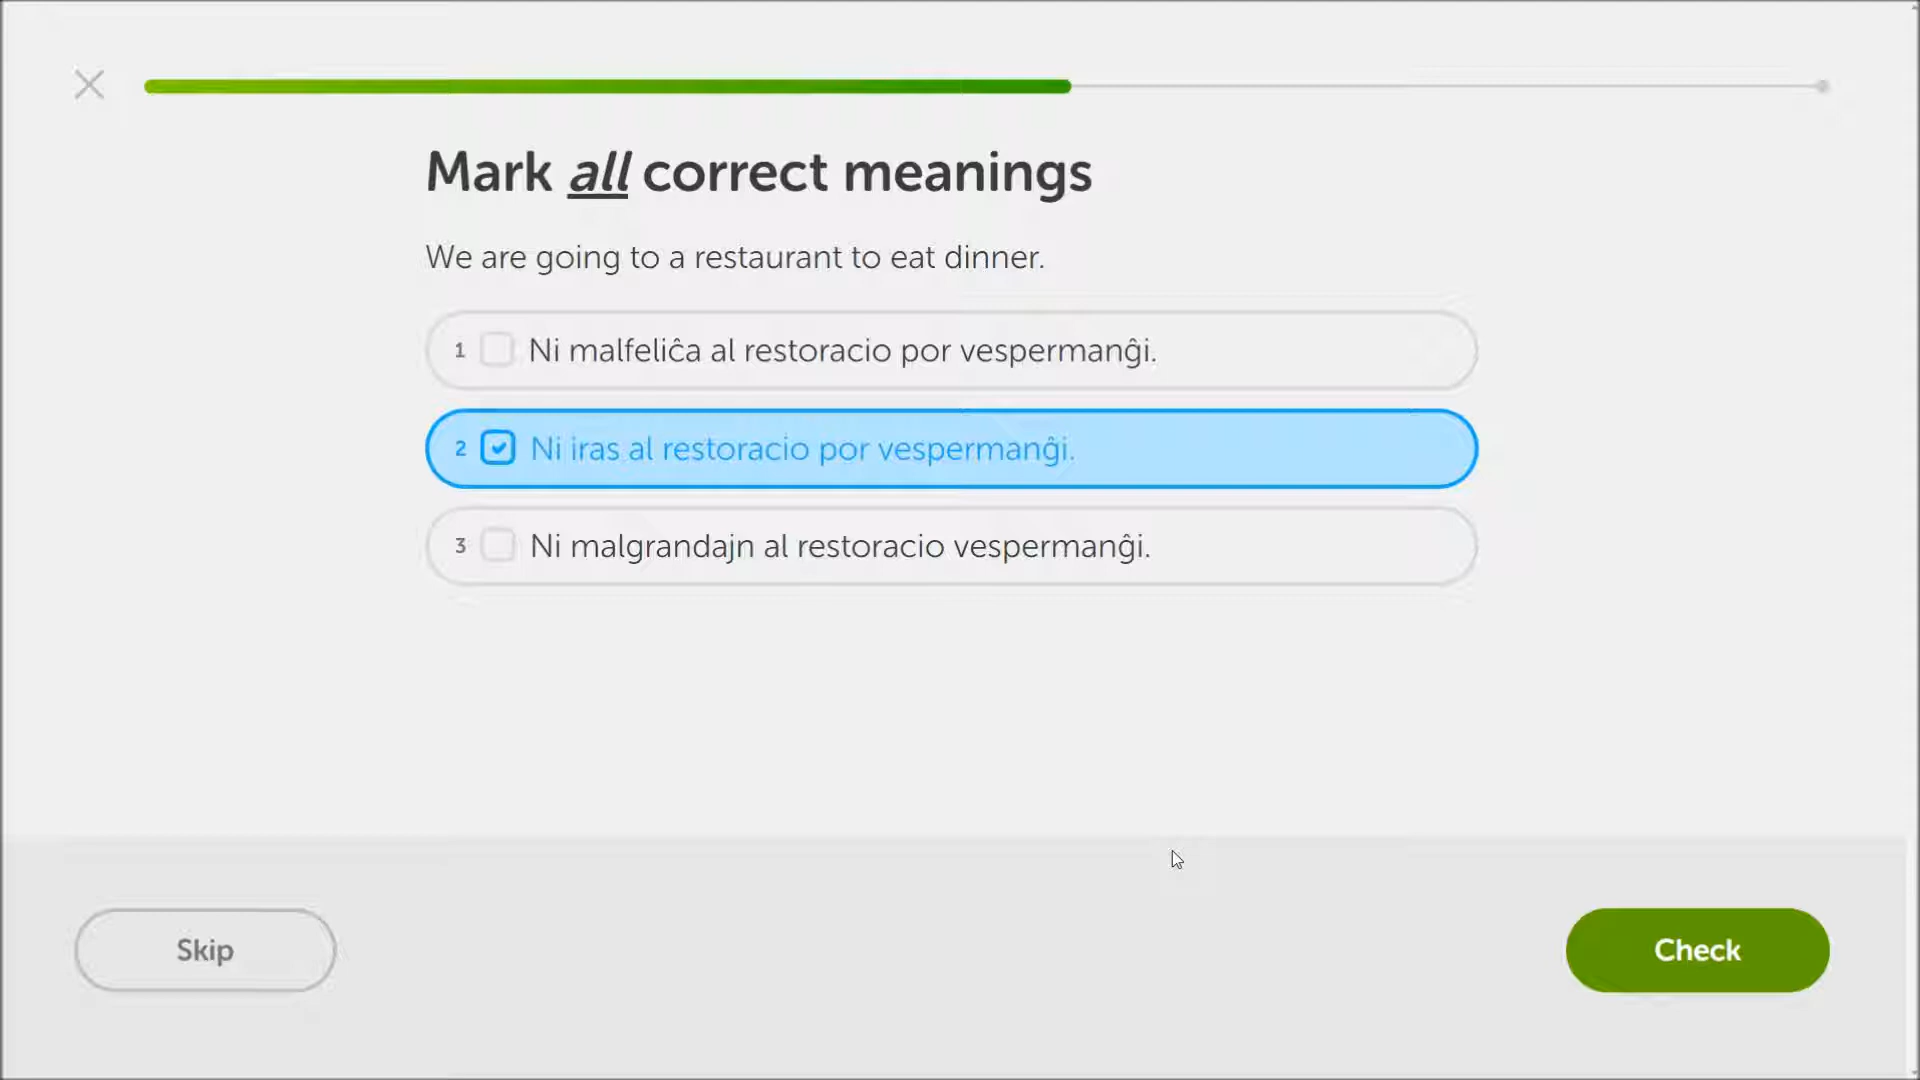 Mark all correct meanings
We are going to a restaurant to eat dinner.
1 Ni malfeliĉa al restoracio por vespermanĝi.
2 Ni iras al restoracio por vespermanĝi.
3 Ni malgrandajn al restoracio vespermanĝi.
Skip
Check